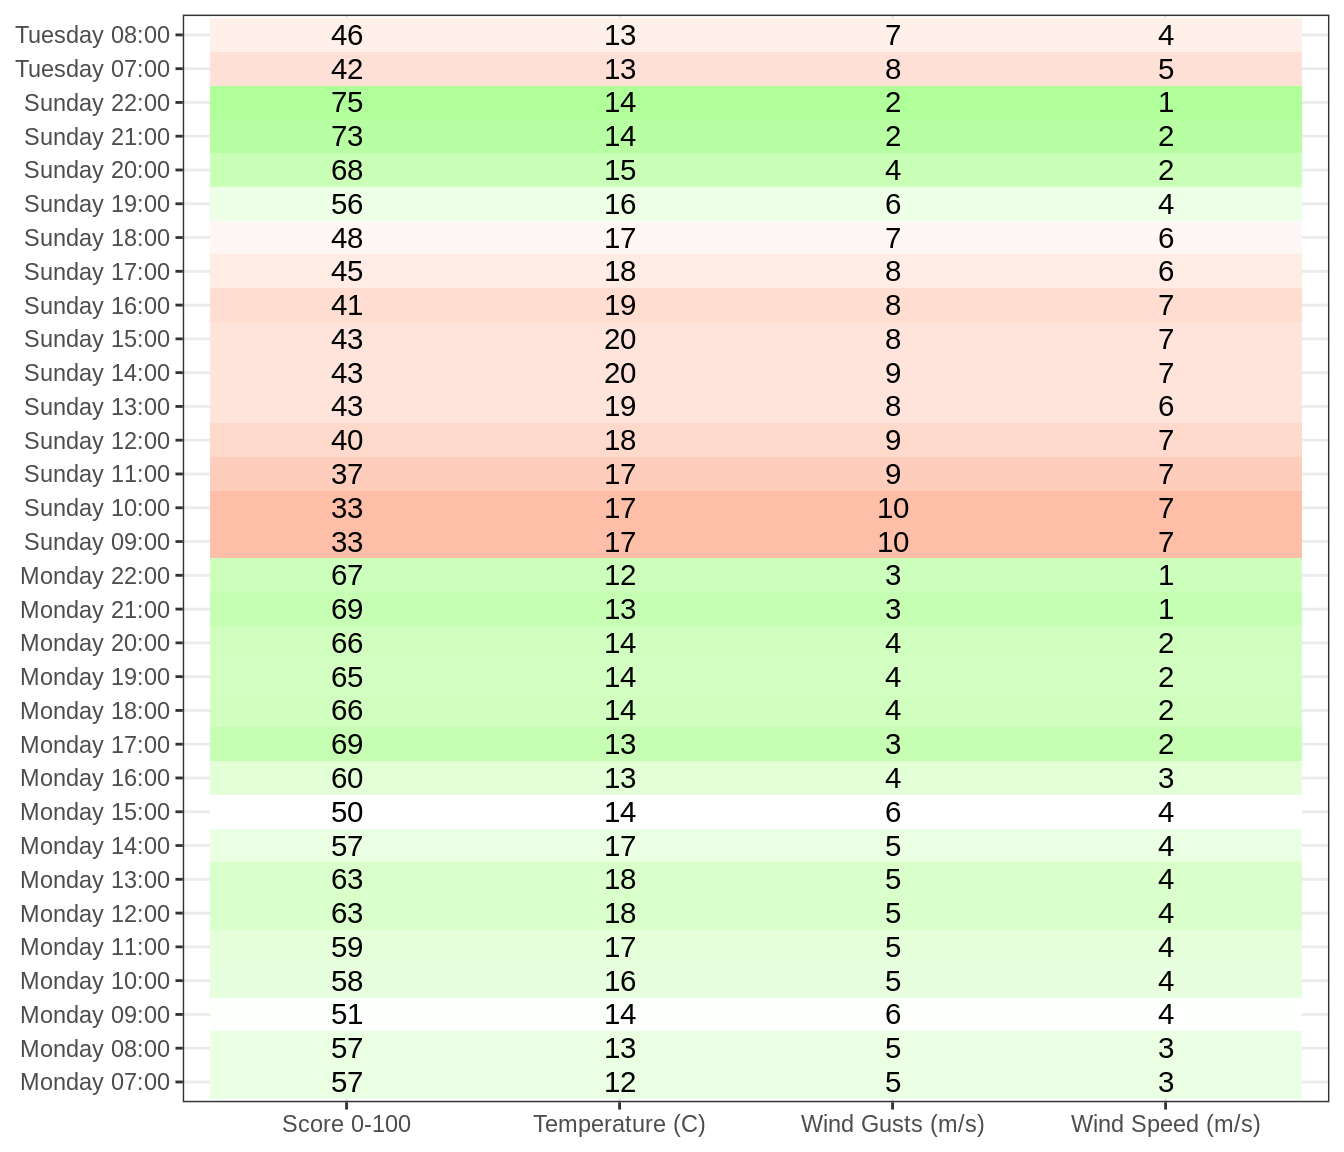 Tuesday 08:00 46 13 7 4
Tuesday 07:00 42 13 8 5
Sunday 22:00 75 14 2 1
Sunday 21:00 73 14 2 2
Sunday 20:00 68 15 4 2
Sunday 19:00 56 16 6 4
Sunday 18:00 48 17 7 6
Sunday 17:00 45 18 8 6
Sunday 16:00 41 19 8 7
Sunday 15:00 43 20 8 7
Sunday 14:00 43 20 9 7
Sunday 13:00 43 19 8 6
Sunday 12:00 40 18 9 7
Sunday 11:00 37 17 9 7
Sunday 10:00 33 17 10 7
Sunday 09:00 33 17 10 7
Monday 22:00 67 12 3 1
Monday 21:00 69 13 3 1
Monday 20:00 66 14 4 2
Monday 19:00 65 14 4 2
Monday 18:00 66 14 4 2
Monday 17:00 69 13 3 2
Monday 16:00 60 13 4 3
Monday 15:00 50 14 6 4
Monday 14:00 57 17 5 4
Monday 13:00 63 18 5 4
Monday 12:00 63 18 5 4
Monday 11:00 59 17 5 4
Monday 10:00 58 16 5 4
Monday 09:00 51 14 6 4
Monday 08:00 57 13 5 3
Monday 07:00 57 12 5 3
Score 0-100 Temperature (C) Wind Gusts (m/s) Wind Speed (m/s)